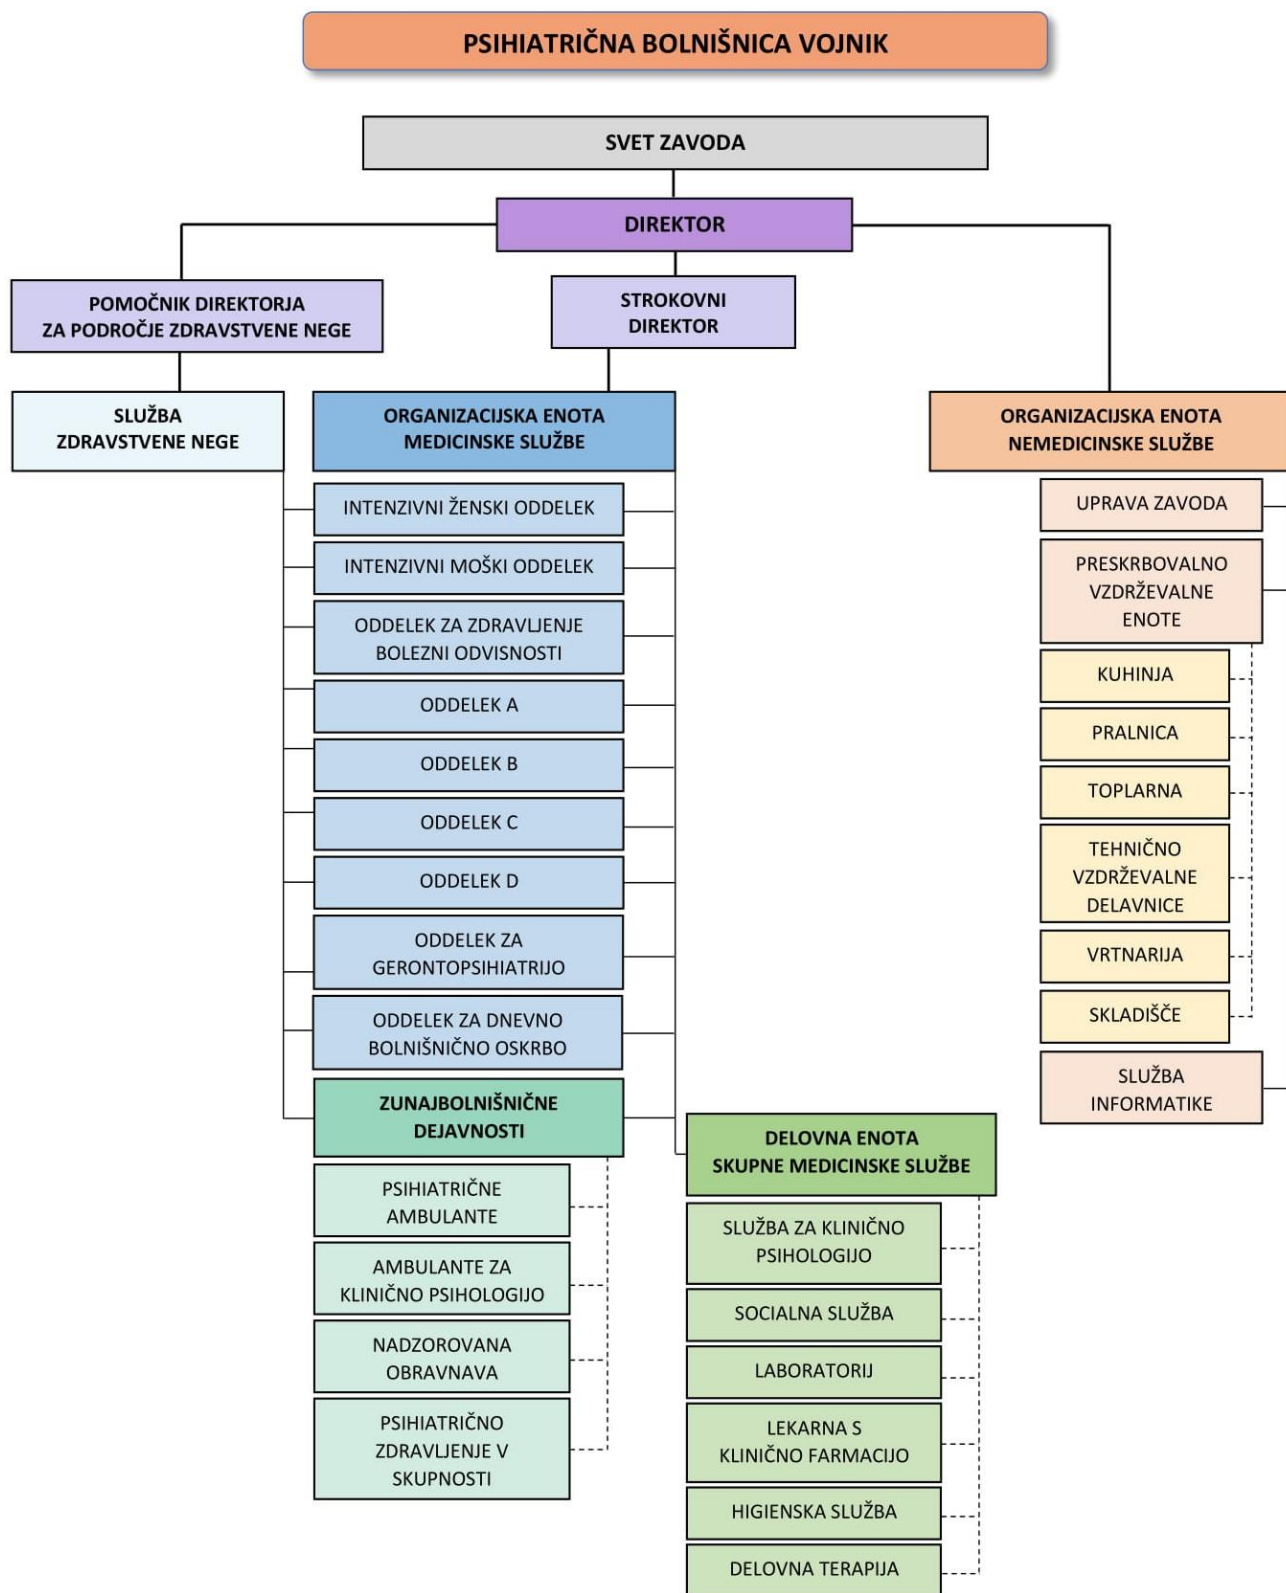 PSIHIATRIČNA BOLNIŠNICA VOJNIK
SVET ZAVODA
DIREKTOR
POMOČNIK DIREKTORJA
ZA PODROČJE ZDRAVSTVENE NEGE
STROKOVNI
DIREKTOR
SLUŽBA
ZDRAVSTVENE NEGE
ORGANIZACIJSKA ENOTA
MEDICINSKE SLUŽBE
INTENZIVNI ŽENSKI ODDELEK
INTENZIVNI MOŠKI ODDELEK
ODDELEK ZA ZDRAVLJENJE
BOLEZNI ODVISNOSTI
ODDELEK A
ODDELEK B
ODDELEK C
ODDELEK D
ODDELEK ZA
GERONTOPSIHIATRIJO
ODDELEK ZA DNEVNO
BOLNIŠNIČNO OSKRBO
ZUNAJBOLNIŠNIČNE
DEJAVNOSTI
PSIHIATRIČNE
AMBULANTE
AMBULANTE ZA
KLINIČNO PSIHOLOGIJO
NADZOROVANA
OBRAVNAVA
PSIHIATRIČNO
ZDRAVLJENJE V
SKUPNOSTI
DELOVNA ENOTA
SKUPNE MEDICINSKE SLUŽBE
SLUŽBA ZA KLINIČNO
PSIHOLOGIJO
SOCIALNA SLUŽBA
LABORATORIJ
LEKARNA S
KLINIČNO FARMACIJO
HIGIENSKA SLUŽBA
DELOVNA TERAPIJA
ORGANIZACIJSKA ENOTA
NEMEDICINSKE SLUŽBE
UPRAVA ZAVODA
PRESKRBOVALNO
VZDRŽEVALNE
ENOTE
KUHINJA
PRALNICA
TOPLARNA
TEHNIČNO
VZDRŽEVALNE
DELAVNICE
VRTNARIJA
SKLADIŠČE
SLUŽBA
INFORMATIKE